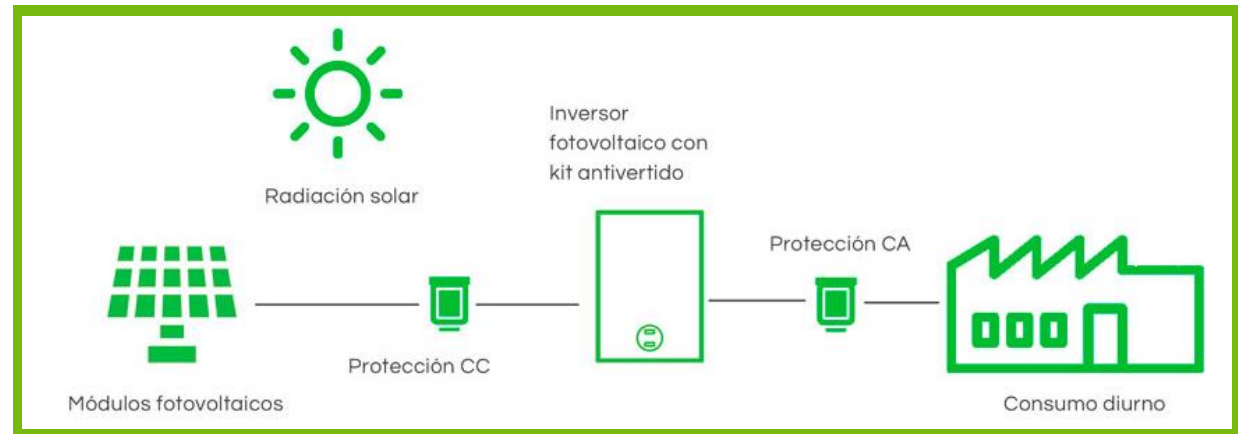 Inversor
fotovoltaico con
kit antivertido
Radiación solar
Protección CA
Protección CC
Módulos fotovoltaicos
Consumo diurno